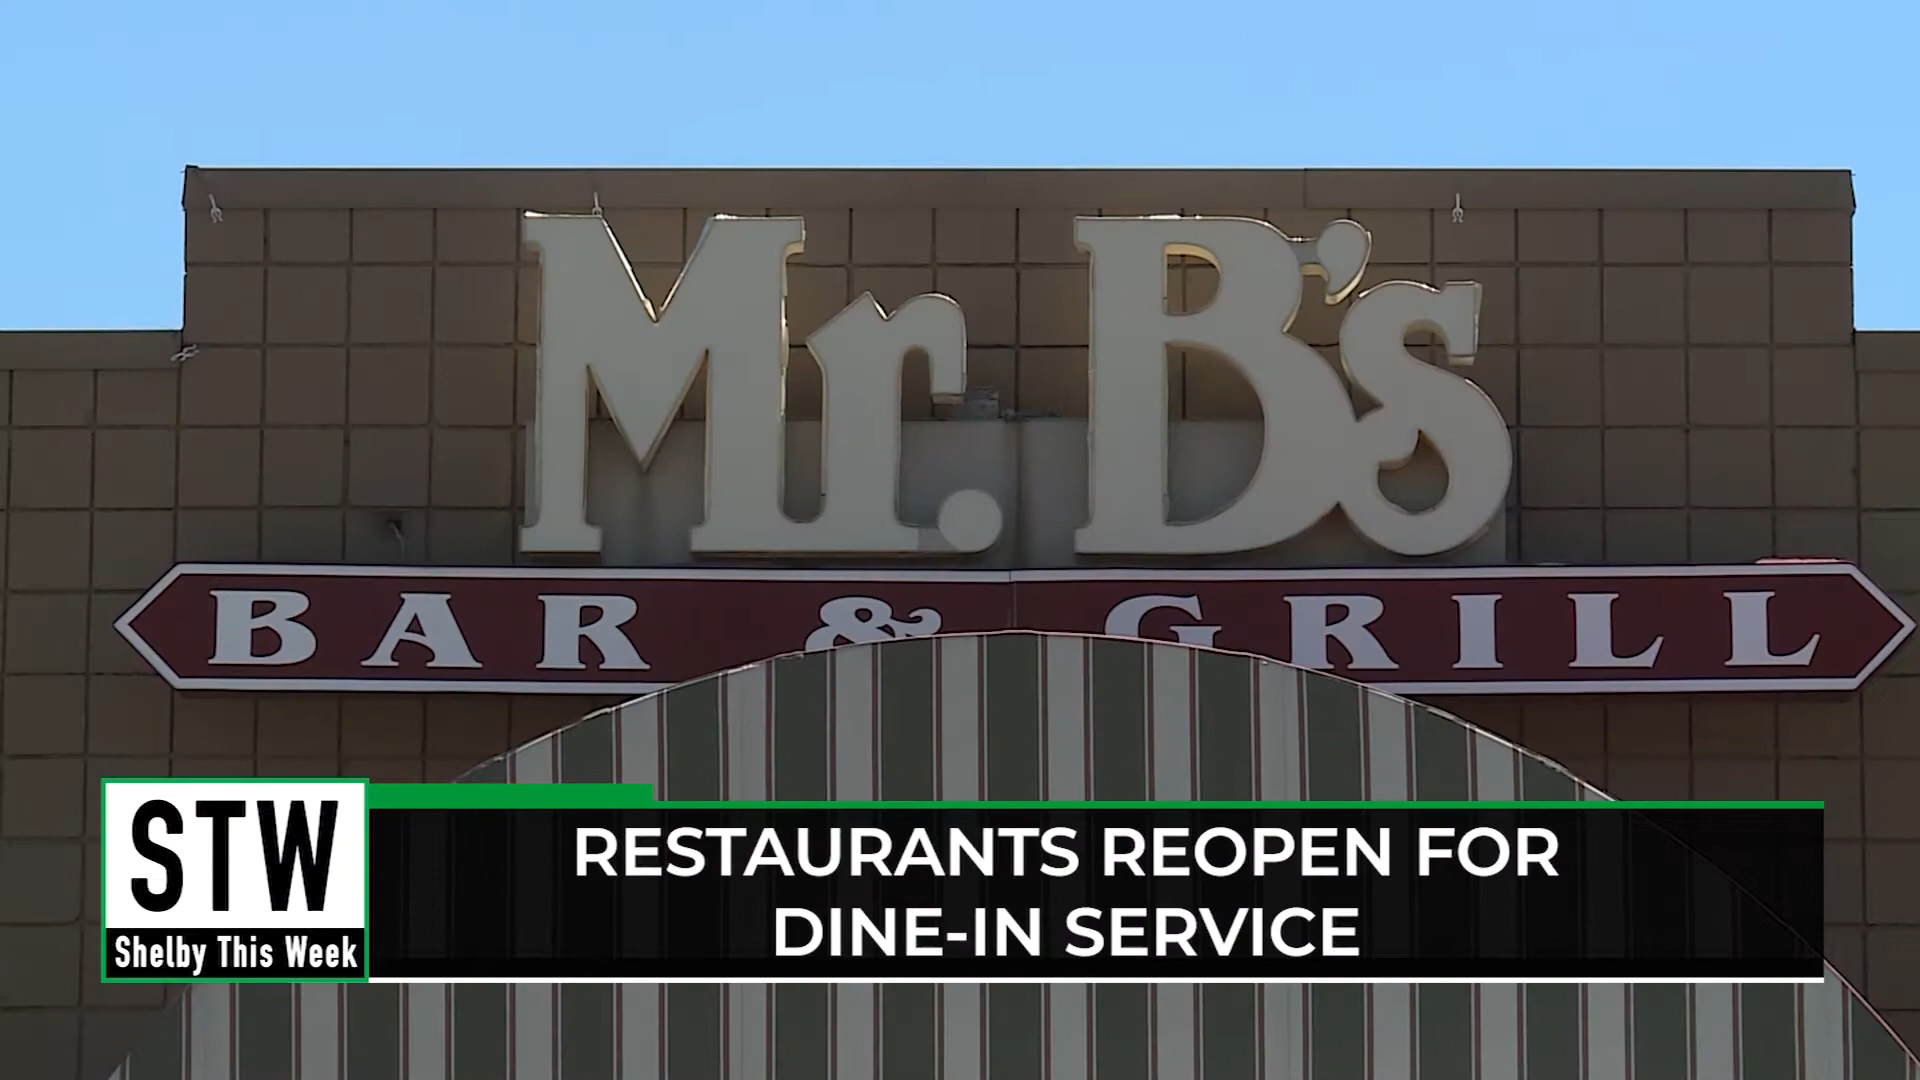 Mr. B's
BAR & GRILL
STW
Shelby This Week
RESTAURANTS REOPEN FOR
DINE-IN SERVICE